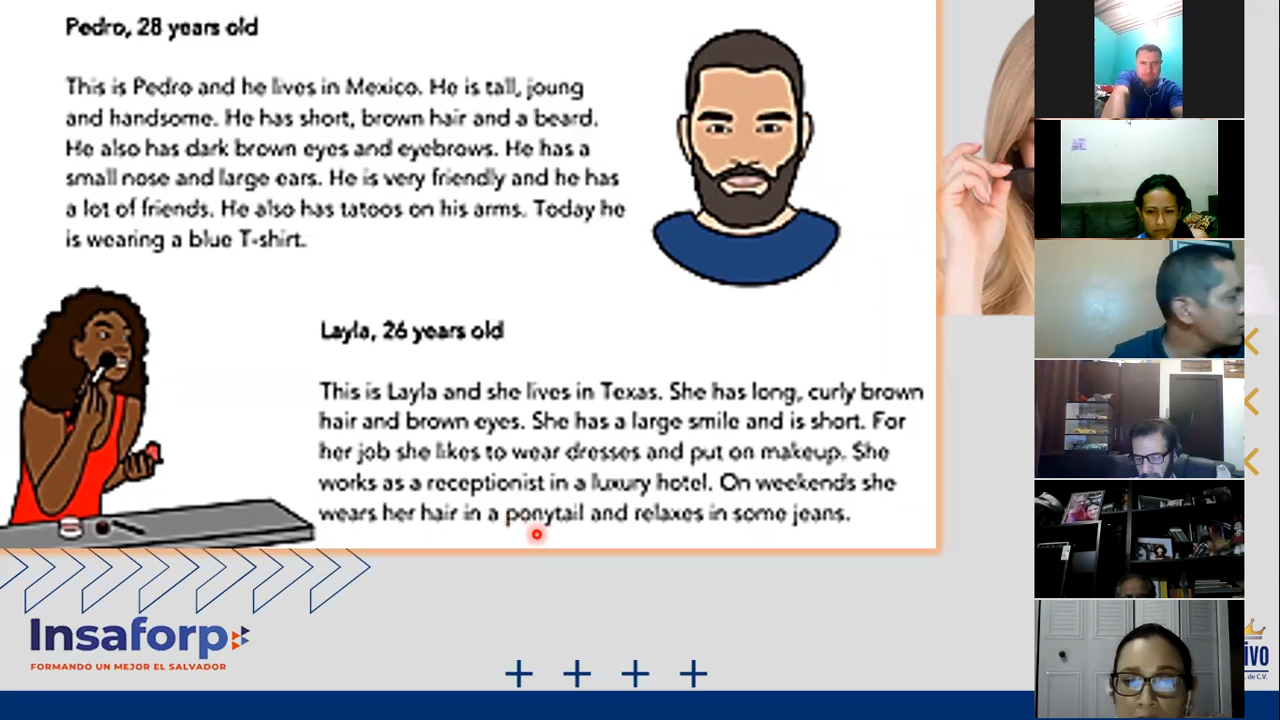 Pedro, 28 years old
This is Pedro and he lives in Mexico. He is tall, joung
and handsome. He has short, brown hair and a beard.
He also has dark brown eyes and eyebrows. He has a
small nose and large ears. He is very friendly and he has
a lot of friends. He also has tatoos on his arms. Today he
is wearing a blue T-shirt.
Layla, 26 years old
This is Layla and she lives in Texas. She has long, curly brown
hair and brown eyes. She has a large smile and is short. For
her job she likes to wear dresses and put on makeup. She
works as a receptionist in a luxury hotel. On weekends she
wears her hair in a ponytail and relaxes in some jeans.
Insaforp
FORMANDO UN MEJOR EL SALVADOR
ivo
de C.V.